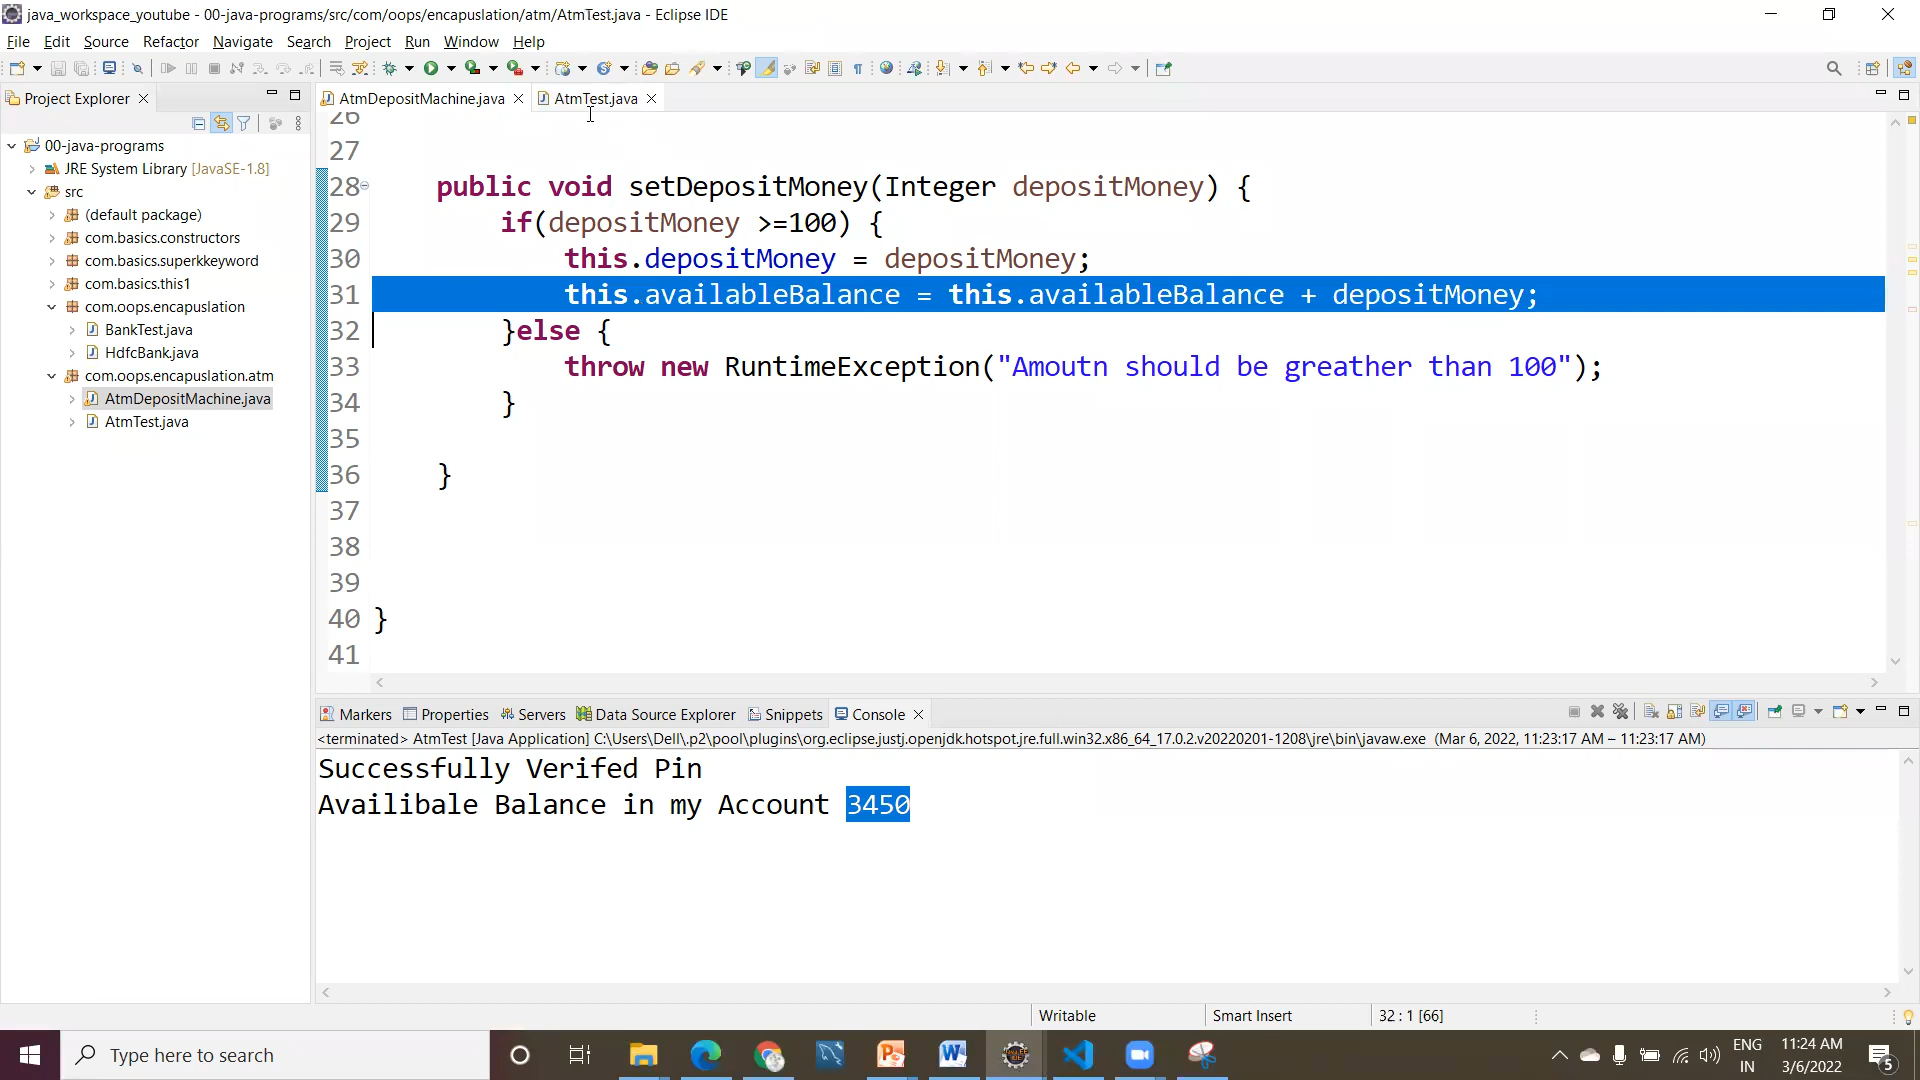 java_workspace_youtube - 00-java-programs/src/com/oops/encapuslation/atm/AtmTest.java - Eclipse IDE
File Edit Source Refactor Navigate Search Project Run Window Help
Project Explorer
AtmDepositMachine.java AtmTest.java
00-java-programs
JRE System Library [JavaSE-1.8]
src
(default package)
com.basics.constructors
com.basics.superkkeyword
com.basics.this1
com.oops.encapuslation
BankTest.java
HdfcBank.java
com.oops.encapuslation.atm
AtmDepositMachine.java
AtmTest.java
26
27
28 public void setDepositMoney(Integer depositMoney) {
29 if(depositMoney >=100) {
30 this.depositMoney = depositMoney;
31 this.availableBalance = this.availableBalance + depositMoney;
32 }else {
33 throw new RuntimeException("Amoutn should be greather than 100");
34 }
35
36 }
37
38
39
40 }
41
Markers Properties Servers Data Source Explorer Snippets Console
<terminated> AtmTest [Java Application] C:\Users\Dell\.p2\pool\plugins\org.eclipse.justj.openjdk.hotspot.jre.full.win32.x86_64_17.0.2.v20220201-1208\jre\bin\javaw.exe (Mar 6, 2022, 11:23:17 AM – 11:23:17 AM)
Successfully Verifed Pin
Availibale Balance in my Account 3450
Writable Smart Insert 32 : 1 [66]
Type here to search
ENG
IN
11:24 AM
3/6/2022
5